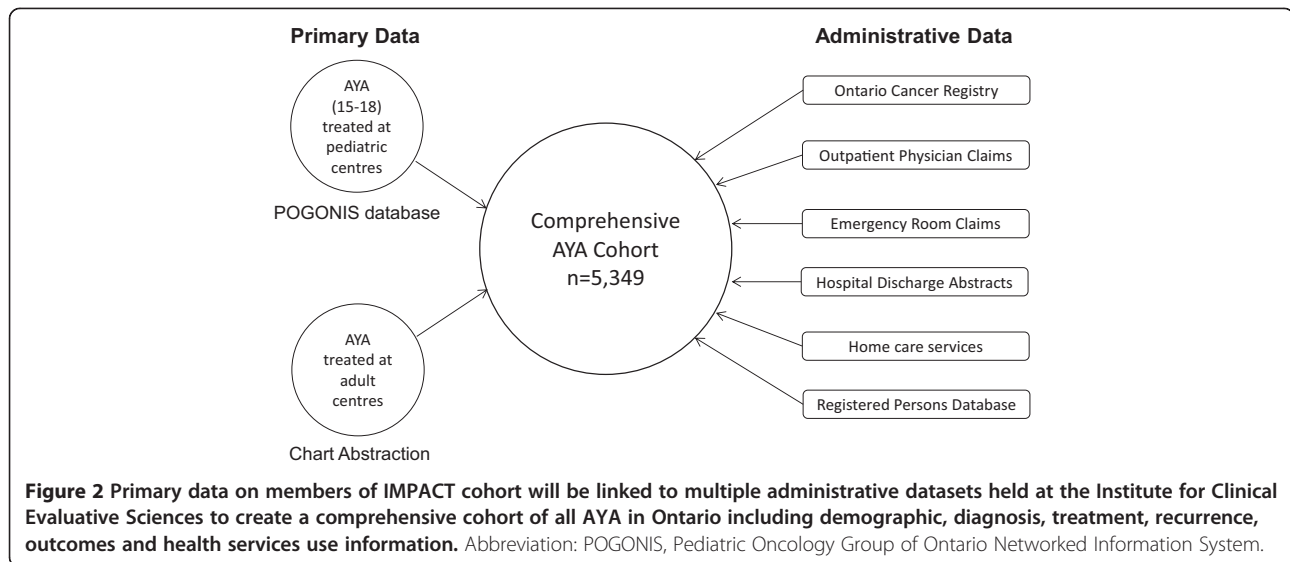 Primary Data
Administrative Data
AYA
(15-18)
treated at
pediatric
centres
POGONIS database
AYA
treated at
adult
centres
Chart Abstraction
Comprehensive
AYA Cohort
n=5,349
Ontario Cancer Registry
Outpatient Physician Claims
Emergency Room Claims
Hospital Discharge Abstracts
Home care services
Registered Persons Database
Figure 2 Primary data on members of IMPACT cohort will be linked to multiple administrative datasets held at the Institute for Clinical
Evaluative Sciences to create a comprehensive cohort of all AYA in Ontario including demographic, diagnosis, treatment, recurrence,
outcomes and health services use information. Abbreviation: POGONIS, Pediatric Oncology Group of Ontario Networked Information System.